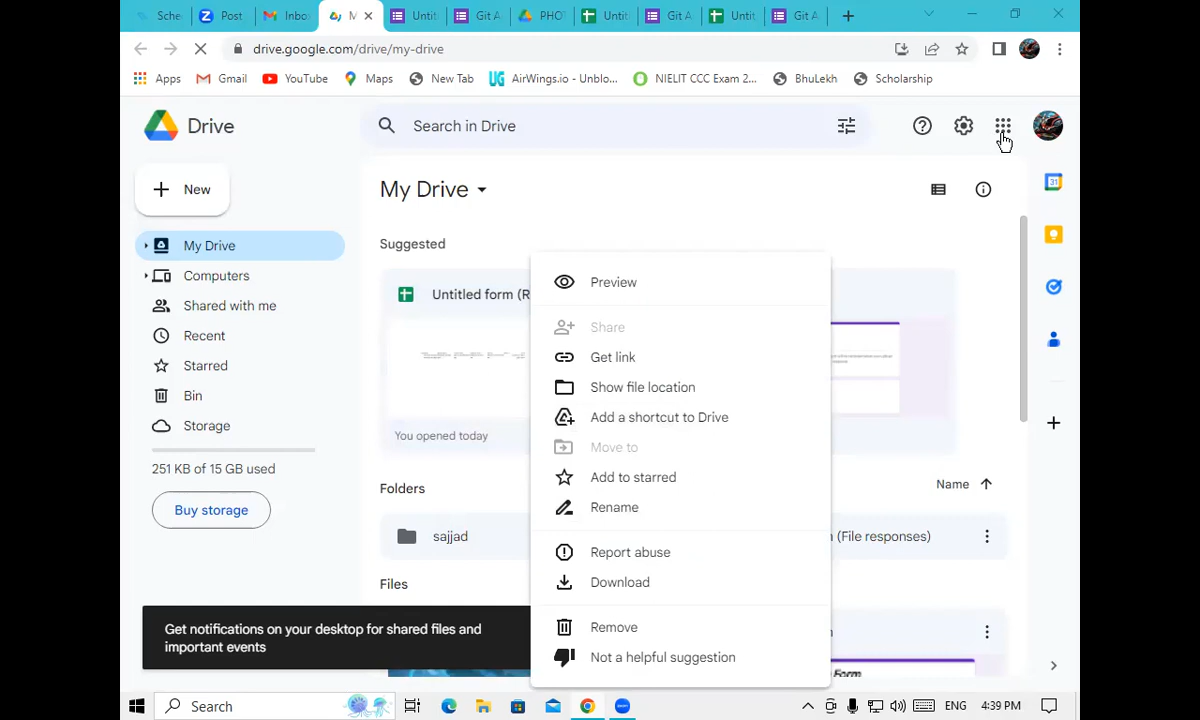 Sche
Post
Inbo
M
Untit
Git A
PHO
Untit
Git A
Untit
Git A
drive.google.com/drive/my-drive
Apps
Gmail
YouTube
Maps
New Tab
UG
AirWings.io - Unblo...
NIELIT CCC Exam 2...
BhuLekh
Scholarship
Drive
Search in Drive
New
My Drive
My Drive
31
Suggested
Computers
Shared with me
Recent
Starred
Bin
Storage
251 KB of 15 GB used
Buy storage
Untitled form (R
You opened today
Preview
Share
Get link
Show file location
Add a shortcut to Drive
Move to
Add to starred
Rename
Report abuse
Download
Remove
Not a helpful suggestion
Folders
Name
sajjad
(File responses)
Files
Get notifications on your desktop for shared files and
important events
Form
Search
ENG
4:39 PM